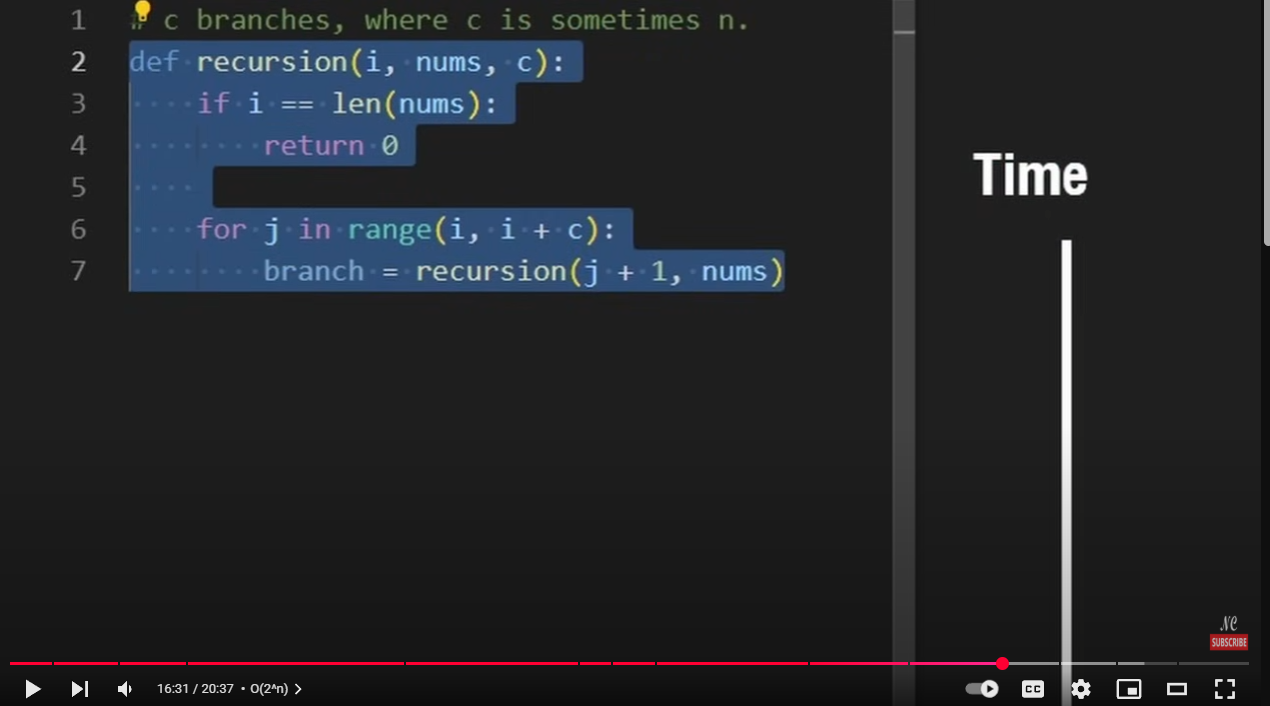 1 # c branches, where c is sometimes n.
2 def recursion(i, nums, c):
3 if i == len(nums):
4 return 0
5
6 for j in range(i, i + c):
7 branch = recursion(j + 1, nums)
Time
NC
SUBSCRIBE
16:31 / 20:37 • O(2^n) >
CC